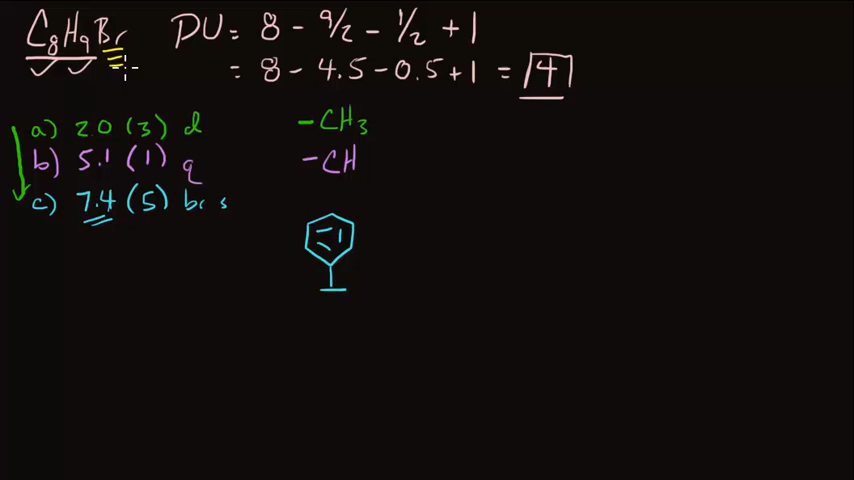 C₈H₉Br DU = 8 - 9/2 - 1/2 + 1
= 8 - 4.5 - 0.5 + 1 = 4
a) 2.0 (3) d -CH₃
b) 5.1 (1) q -CH
c) 7.4 (5) br s